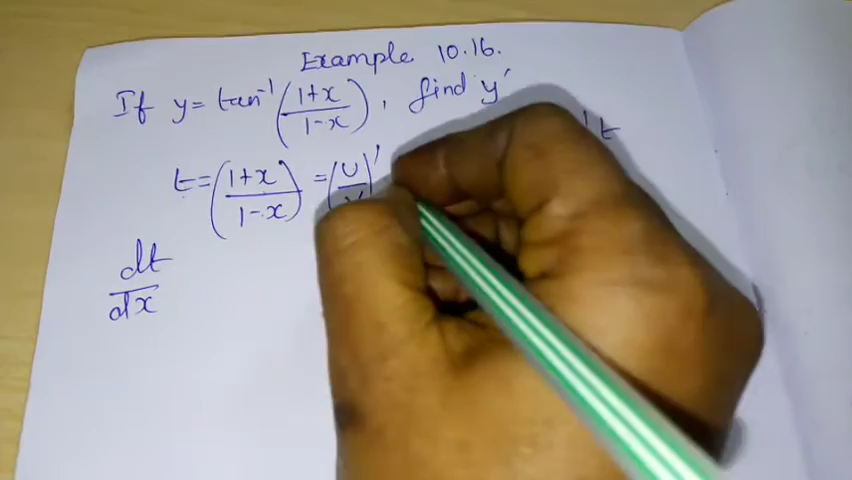 Example 10.16.
If y = tan⁻¹ (1+x / 1-x), find y'
t = (1+x / 1-x) = (U / V)'
t
dt / dx